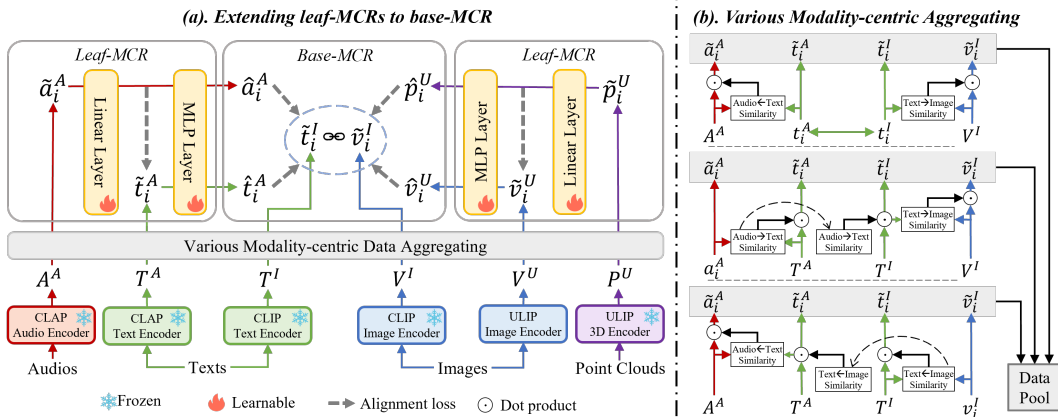 (a). Extending leaf-MCRs to base-MCR
Leaf-MCR
Base-MCR
Leaf-MCR
ã_i^A
Linear Layer
MLP Layer
â_i^A
p̂_i^U
MLP Layer
Linear Layer
p̃_i^U
t̃_i^I
ṽ_i^I
t̃_i^A
t̂_i^A
v̂_i^U
ṽ_i^U
Various Modality-centric Data Aggregating
A^A
T^A
T^I
V^I
V^U
P^U
CLAP
Audio Encoder
CLAP
Text Encoder
CLIP
Text Encoder
CLIP
Image Encoder
ULIP
Image Encoder
ULIP
3D Encoder
Audios
Texts
Images
Point Clouds
Frozen
Learnable
Alignment loss
Dot product
(b). Various Modality-centric Aggregating
ã_i^A
t̃_i^A
t̃_i^I
ṽ_i^I
Audio←Text
Similarity
Text→Image
Similarity
A^A
t_i^A
t_i^I
V^I
ã_i^A
t̃_i^A
t̃_i^I
ṽ_i^I
Audio→Text
Similarity
Audio→Text
Similarity
Text→Image
Similarity
a_i^A
T^A
T^I
V^I
ã_i^A
t̃_i^A
t̃_i^I
ṽ_i^I
Audio←Text
Similarity
Text←Image
Similarity
Text←Image
Similarity
A^A
T^A
T^I
v_i^I
Data
Pool